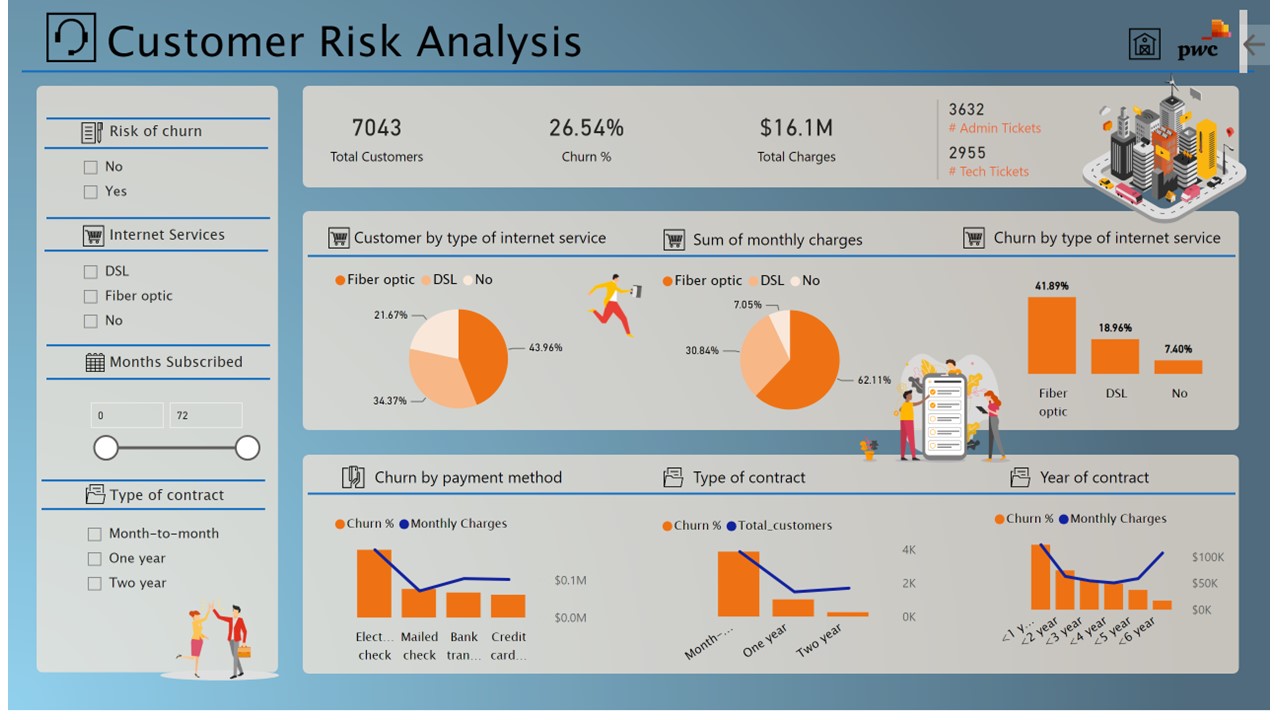 Customer Risk Analysis
pwc
Risk of churn
No
Yes
Internet Services
DSL
Fiber optic
No
Months Subscribed
0 72
Type of contract
Month-to-month
One year
Two year
7043
Total Customers
26.54%
Churn %
$16.1M
Total Charges
3632
# Admin Tickets
2955
# Tech Tickets
Customer by type of internet service
Fiber optic DSL No
21.67%
43.96%
34.37%
Sum of monthly charges
Fiber optic DSL No
7.05%
30.84%
62.11%
Churn by type of internet service
41.89%
18.96%
7.40%
Fiber DSL No
optic
Churn by payment method
Churn % Monthly Charges
$0.1M
$0.0M
Elect... Mailed Bank Credit
check check tran... card...
Type of contract
Churn % Total_customers
4K
2K
0K
Month-... One year Two year
Year of contract
Churn % Monthly Charges
$100K
$50K
$0K
<1 y... <2 year <3 year <4 year <5 year <6 year